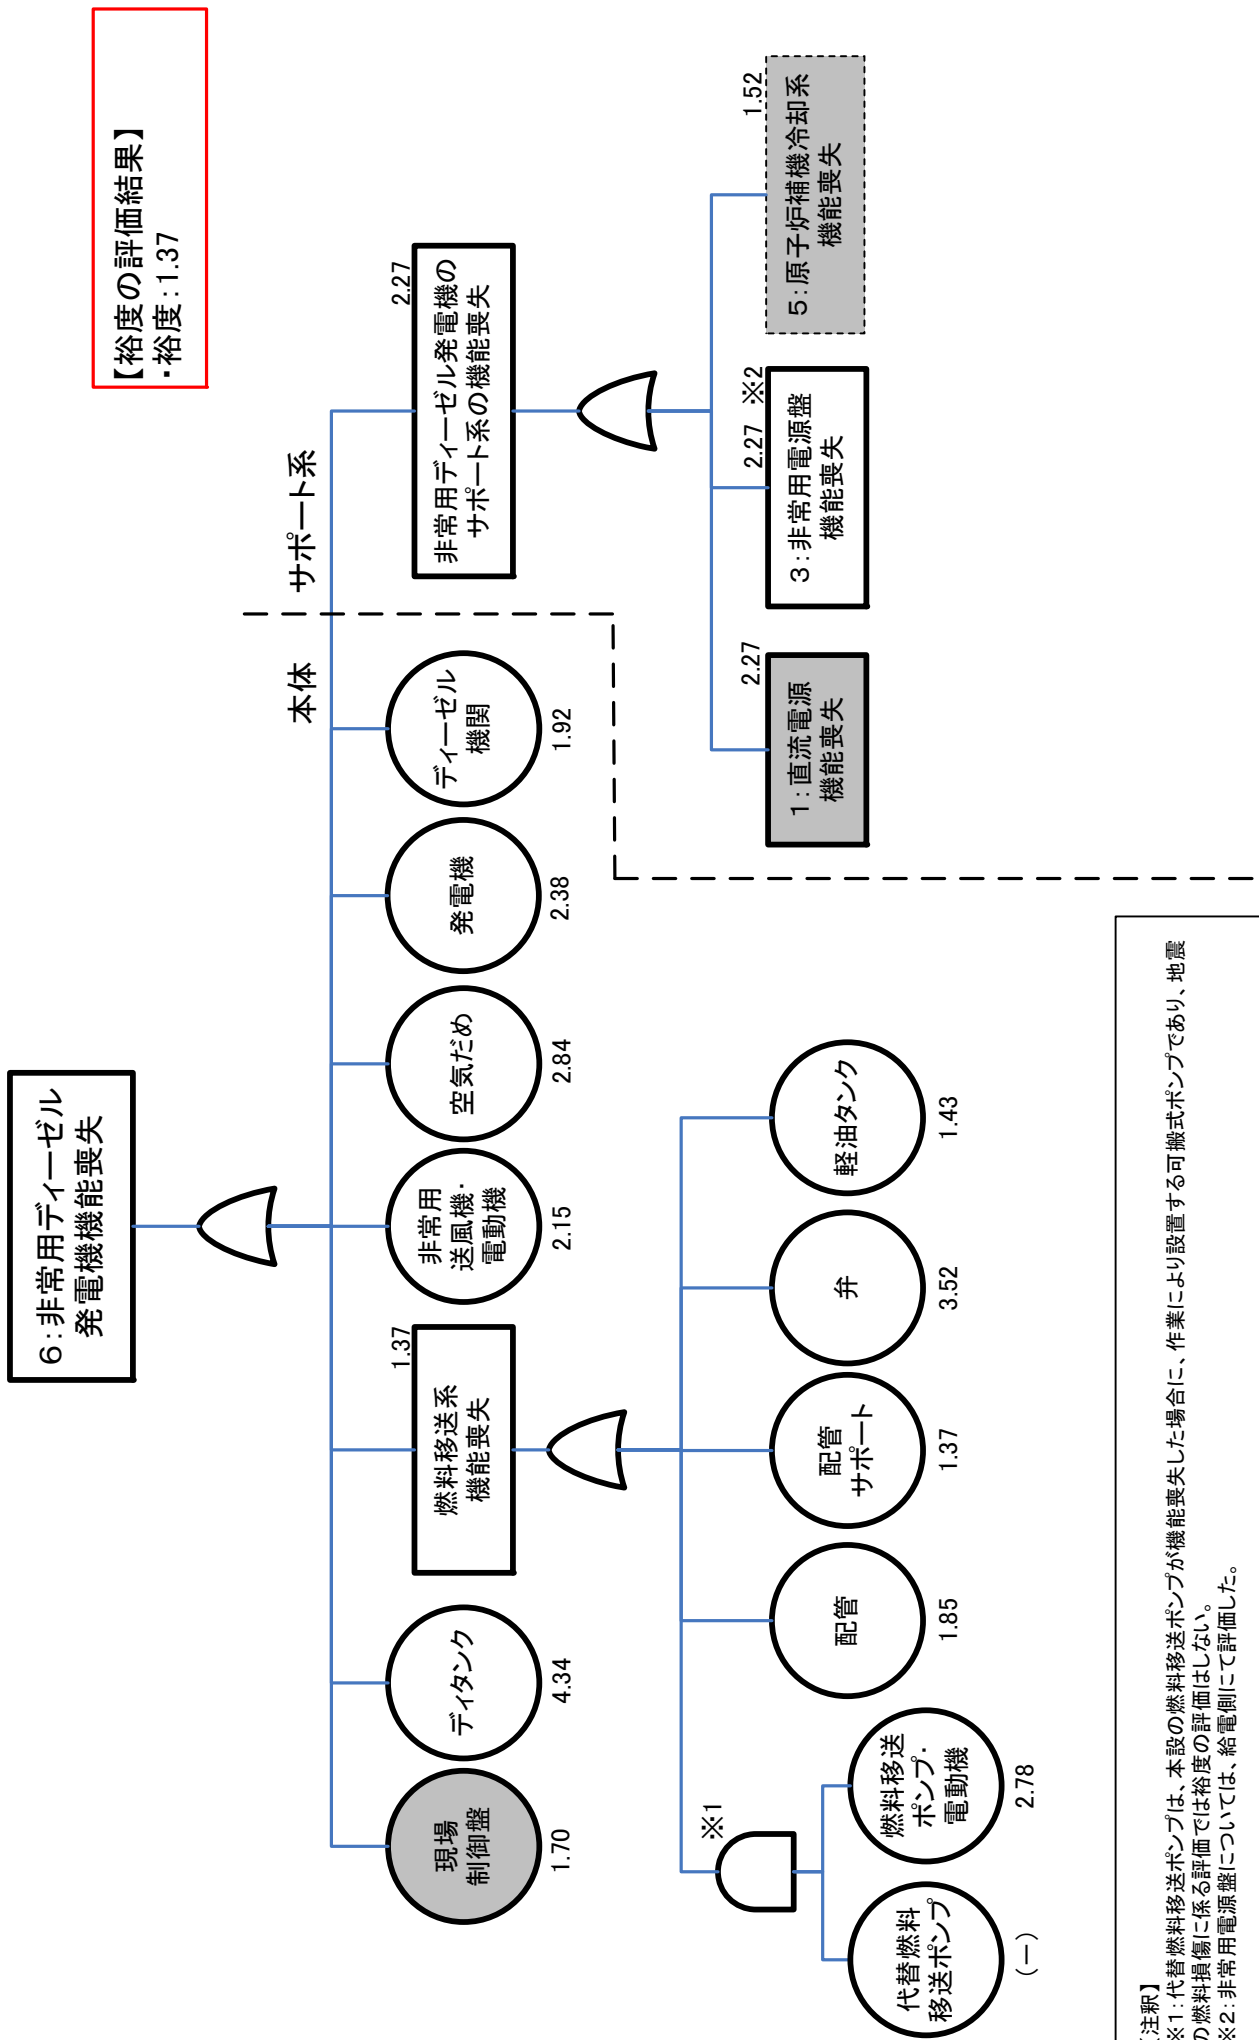 【裕度の評価結果】
・裕度：1.37
6：非常用ディーゼル
発電機機能喪失
本体
サポート系
現場
制御盤
1.70
ディタンク
4.34
燃料移送系
機能喪失
1.37
非常用
送風機・
電動機
2.15
空気だめ
2.84
発電機
2.38
ディーゼル
機関
1.92
非常用ディーゼル発電機の
サポート系の機能喪失
2.27
※1
代替燃料
移送ポンプ
（－）
燃料移送
ポンプ・
電動機
2.78
配管
1.85
配管
サポート
1.37
弁
3.52
軽油タンク
1.43
1：直流電源
機能喪失
2.27
3：非常用電源盤
機能喪失
2.27 ※2
5：原子炉補機冷却系
機能喪失
1.52
【注釈】
※1：代替燃料移送ポンプは、本設の燃料移送ポンプが機能喪失した場合に、作業により設置する可搬式ポンプであり、地震
の燃料損傷に係る評価では裕度の評価はしない。
※2：非常用電源盤については、給電側にて評価した。